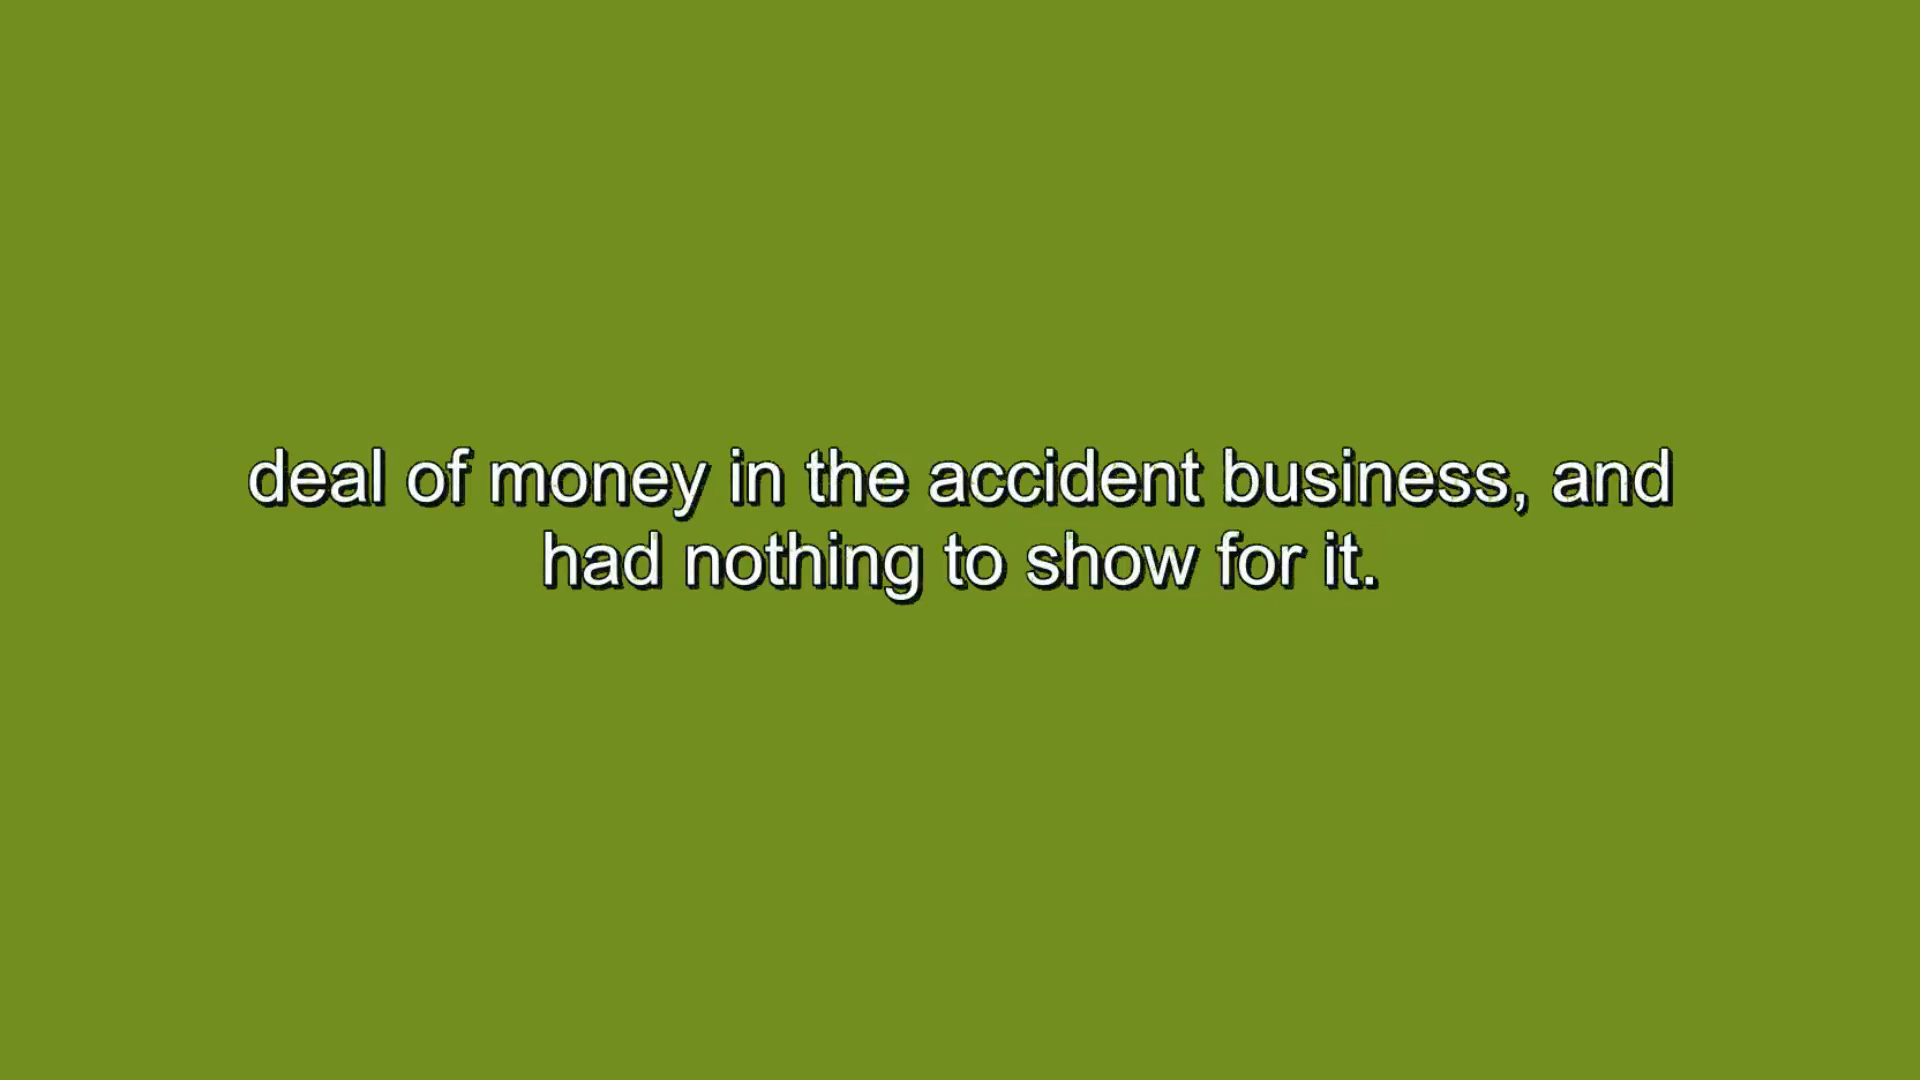 deal of money in the accident business, and
had nothing to show for it.